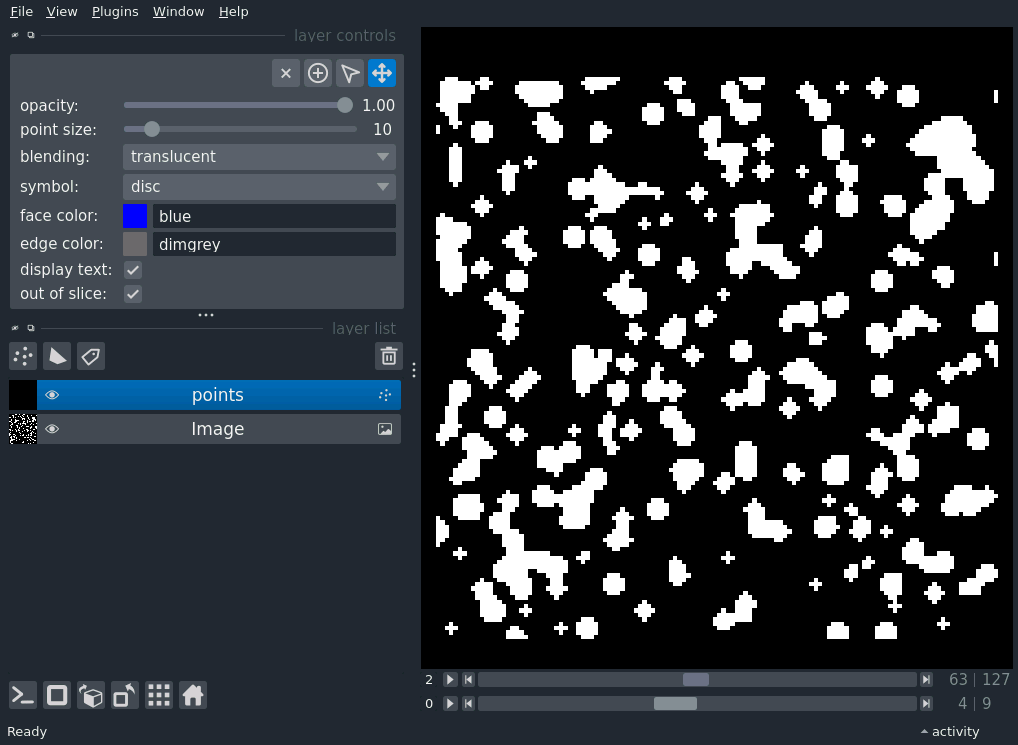 File View Plugins Window Help
layer controls
opacity: 1.00
point size: 10
blending: translucent
symbol: disc
face color: blue
edge color: dimgrey
display text:
out of slice:
layer list
points
Image
2 63 | 127
0 4 | 9
Ready activity